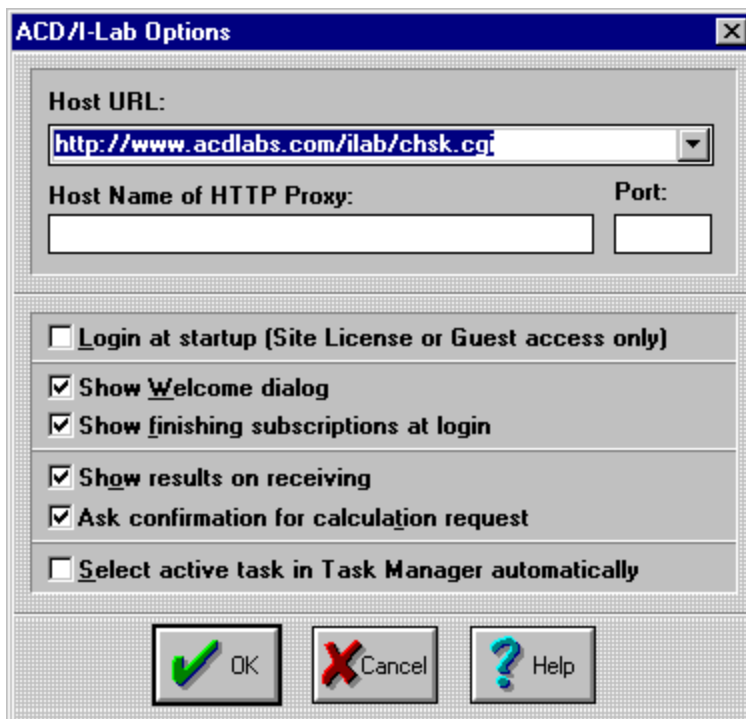 ACD/I-Lab Options
Host URL:
http://www.acdlabs.com/ilab/chsk.cgi
Host Name of HTTP Proxy: Port:
Login at startup (Site License or Guest access only)
Show Welcome dialog
Show finishing subscriptions at login
Show results on receiving
Ask confirmation for calculation request
Select active task in Task Manager automatically
OK Cancel Help